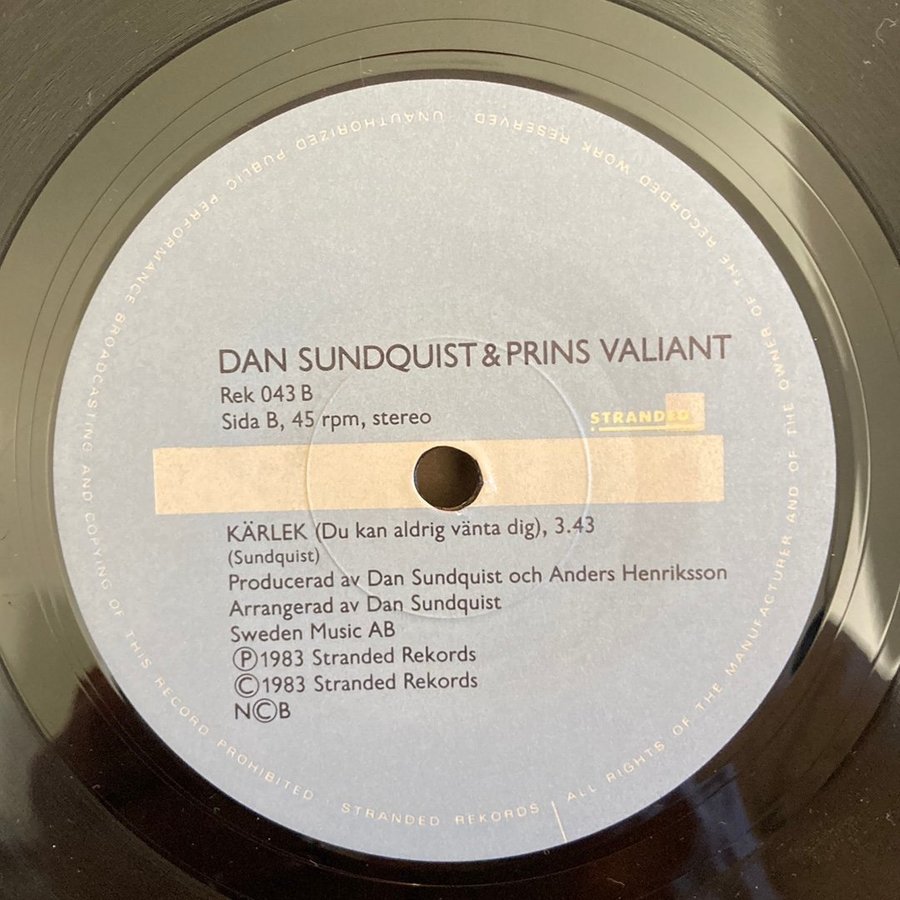 DAN SUNDQUIST & PRINS VALIANT
Rek 043 B
Sida B, 45 rpm, stereo
STRANDED
KÄRLEK (Du kan aldrig vänta dig), 3.43
(Sundquist)
Producerad av Dan Sundquist och Anders Henriksson
Arrangerad av Dan Sundquist
Sweden Music AB
Ⓟ1983 Stranded Rekords
©1983 Stranded Rekords
N©B
ALL RIGHTS OF THE MANUFACTURER AND OF THE OWNER OF THE RECORDED WORK RESERVED · UNAUTHORIZED PUBLIC PERFORMANCE BROADCASTING AND COPYING OF THIS RECORD PROHIBITED · STRANDED REKORDS